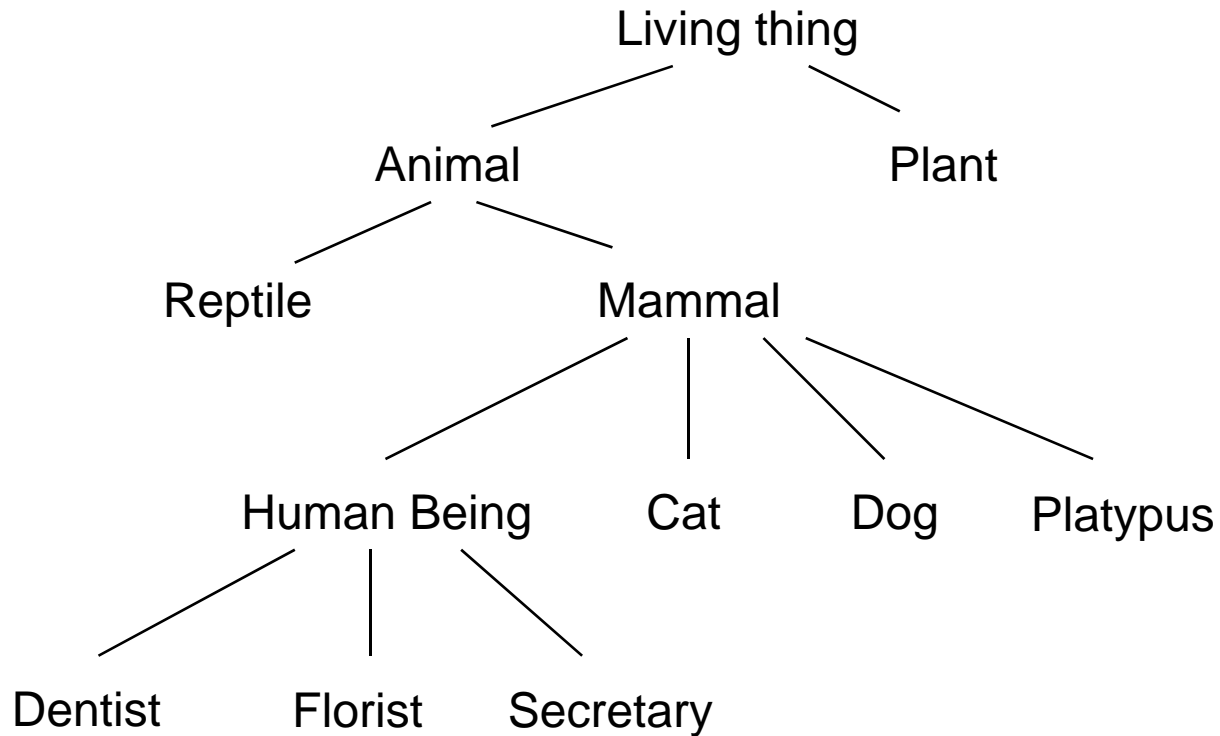 Living thing
Animal Plant
Reptile Mammal
Human Being Cat Dog Platypus
Dentist Florist Secretary